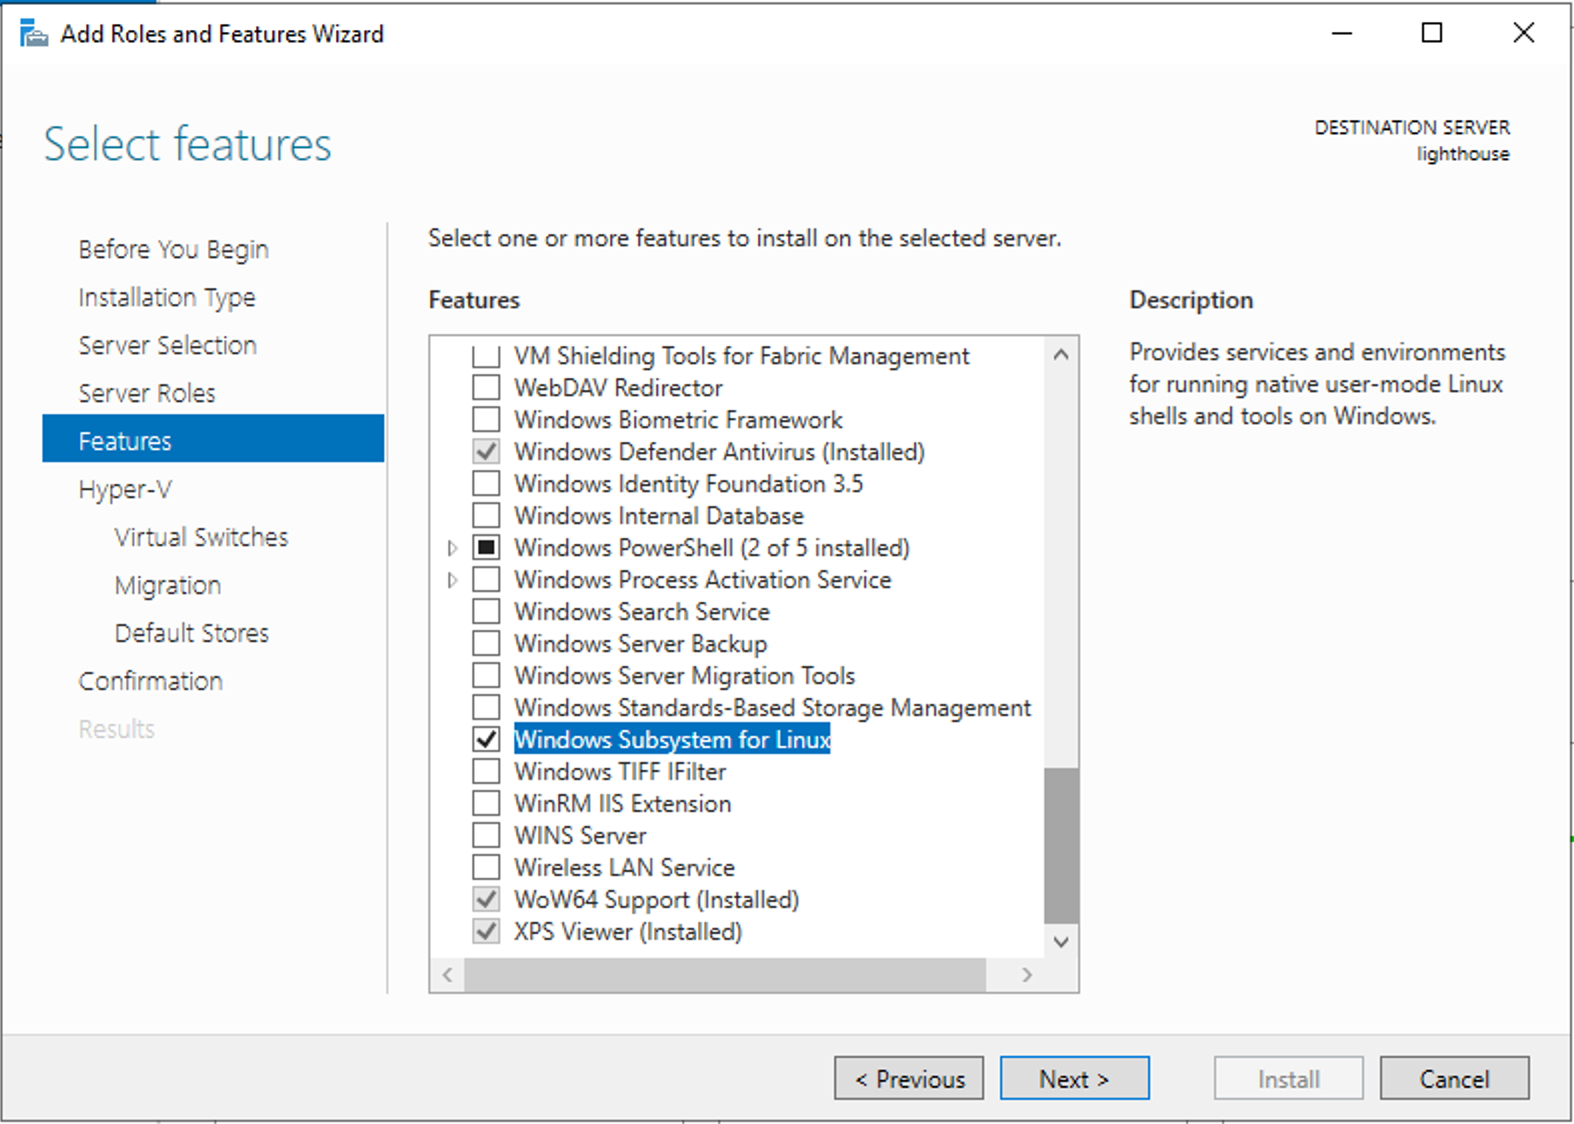 Add Roles and Features Wizard
Select features
DESTINATION SERVER
lighthouse
Before You Begin
Installation Type
Server Selection
Server Roles
Features
Hyper-V
Virtual Switches
Migration
Default Stores
Confirmation
Results
Select one or more features to install on the selected server.
Features
VM Shielding Tools for Fabric Management
WebDAV Redirector
Windows Biometric Framework
Windows Defender Antivirus (Installed)
Windows Identity Foundation 3.5
Windows Internal Database
Windows PowerShell (2 of 5 installed)
Windows Process Activation Service
Windows Search Service
Windows Server Backup
Windows Server Migration Tools
Windows Standards-Based Storage Management
Windows Subsystem for Linux
Windows TIFF IFilter
WinRM IIS Extension
WINS Server
Wireless LAN Service
WoW64 Support (Installed)
XPS Viewer (Installed)
Description
Provides services and environments
for running native user-mode Linux
shells and tools on Windows.
< Previous
Next >
Install
Cancel